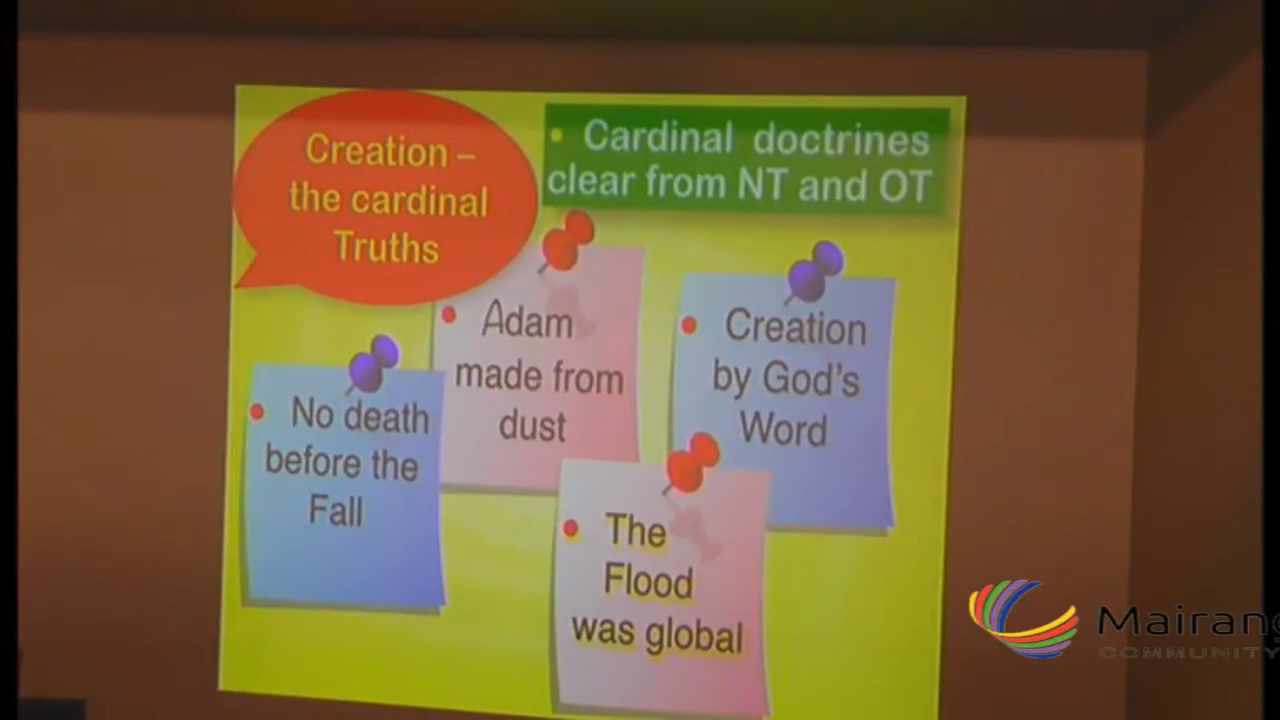 Creation –
the cardinal
Truths
• Cardinal doctrines
clear from NT and OT
• Adam
made from
dust
• Creation
by God's
Word
• No death
before the
Fall
• The
Flood
was global
COMMUNITY